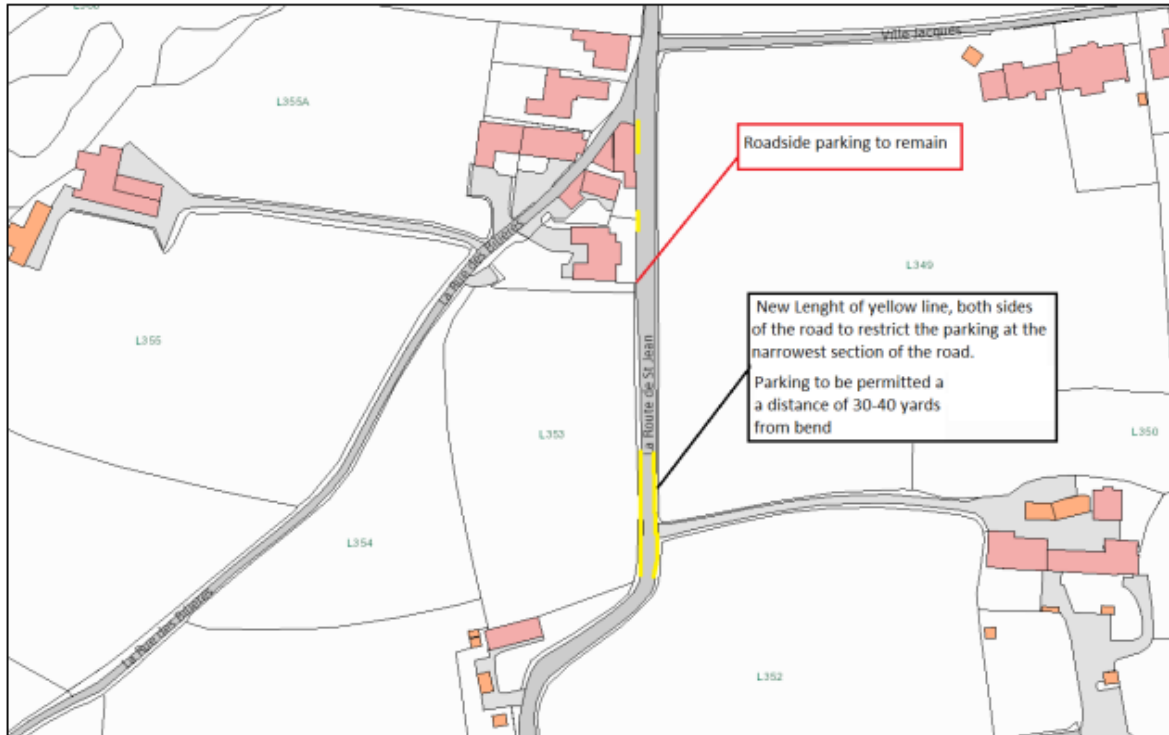 Ville Jacques
L355A
Roadside parking to remain
La Rue des Bilieres
L349
L355
New Lenght of yellow line, both sides
of the road to restrict the parking at the
narrowest section of the road.
Parking to be permitted a
a distance of 30-40 yards
from bend
La Route de St Jean
L353
L350
L354
La Rue des Bilieres
L352